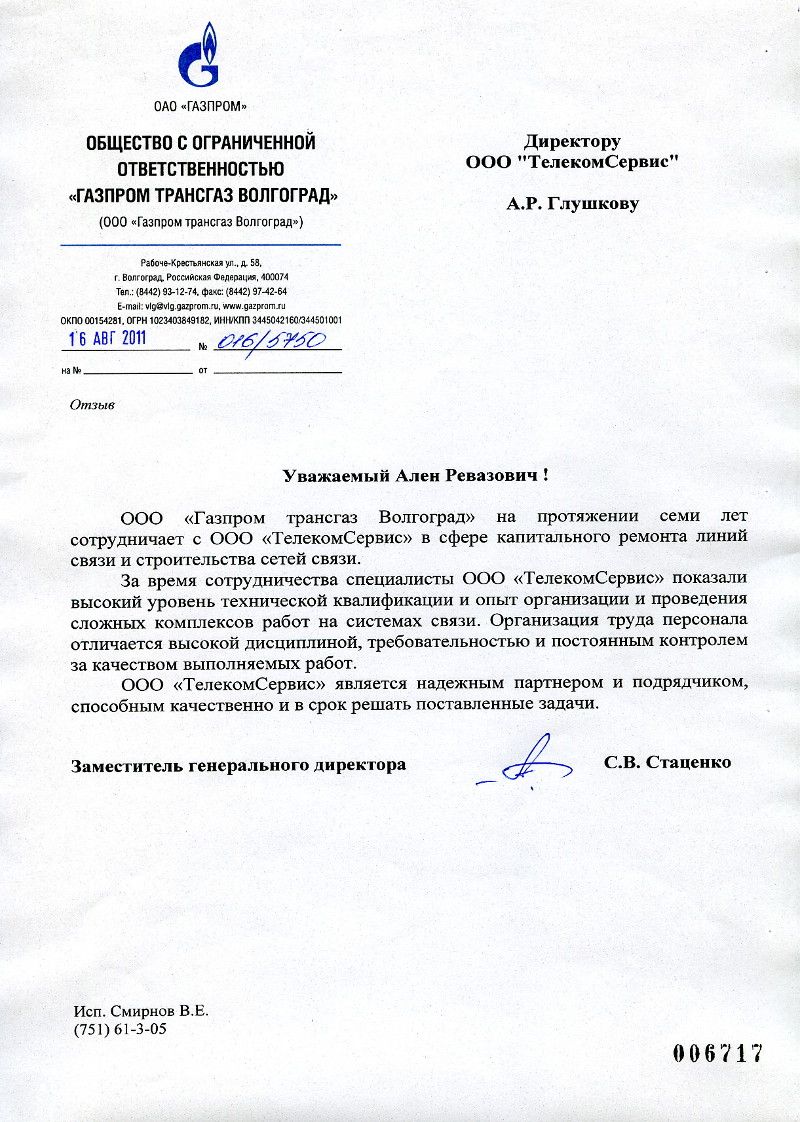 ОАО «ГАЗПРОМ»
ОБЩЕСТВО С ОГРАНИЧЕННОЙ
ОТВЕТСТВЕННОСТЬЮ
«ГАЗПРОМ ТРАНСГАЗ ВОЛГОГРАД»
(ООО «Газпром трансгаз Волгоград»)
Рабоче-Крестьянская ул., д. 58,
г. Волгоград, Российская Федерация, 400074
Тел.: (8442) 93-12-74, факс: (8442) 97-42-64
E-mail: vlg@vlg.gazprom.ru, www.gazprom.ru
ОКПО 00154281, ОГРН 1023403849182, ИНН/КПП 3445042160/344501001
16 АВГ 2011 № 016/5750
на № от
Директору
ООО "ТелекомСервис"
А.Р. Глушкову
Отзыв
Уважаемый Ален Ревазович !
ООО «Газпром трансгаз Волгоград» на протяжении семи лет
сотрудничает с ООО «ТелекомСервис» в сфере капитального ремонта линий
связи и строительства сетей связи.
За время сотрудничества специалисты ООО «ТелекомСервис» показали
высокий уровень технической квалификации и опыт организации и проведения
сложных комплексов работ на системах связи. Организация труда персонала
отличается высокой дисциплиной, требовательностью и постоянным контролем
за качеством выполняемых работ.
ООО «ТелекомСервис» является надежным партнером и подрядчиком,
способным качественно и в срок решать поставленные задачи.
Заместитель генерального директора С.В. Стаценко
Исп. Смирнов В.Е.
(751) 61-3-05
006717